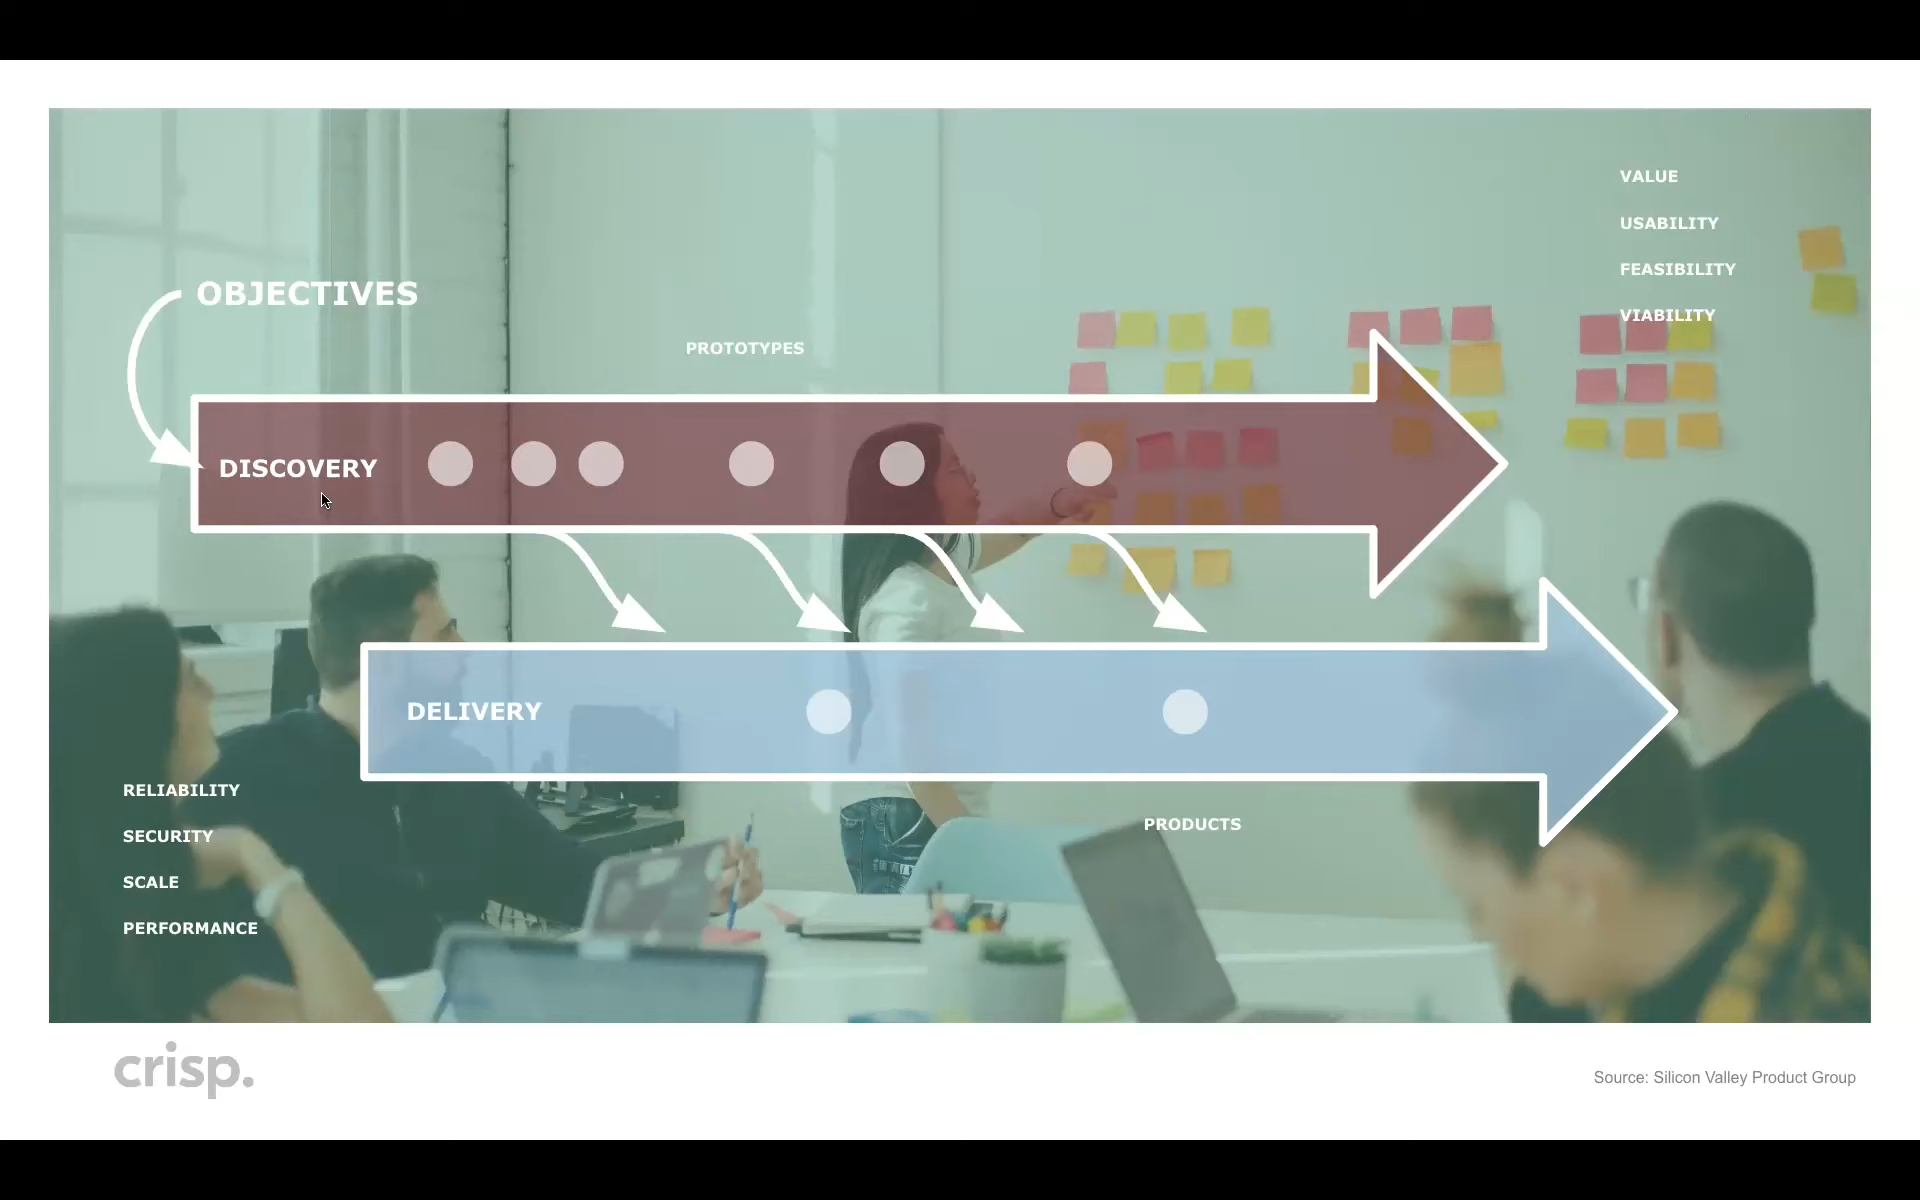 VALUE
USABILITY
FEASIBILITY
VIABILITY
OBJECTIVES
PROTOTYPES
DISCOVERY
DELIVERY
RELIABILITY
SECURITY
SCALE
PERFORMANCE
PRODUCTS
crisp.
Source: Silicon Valley Product Group